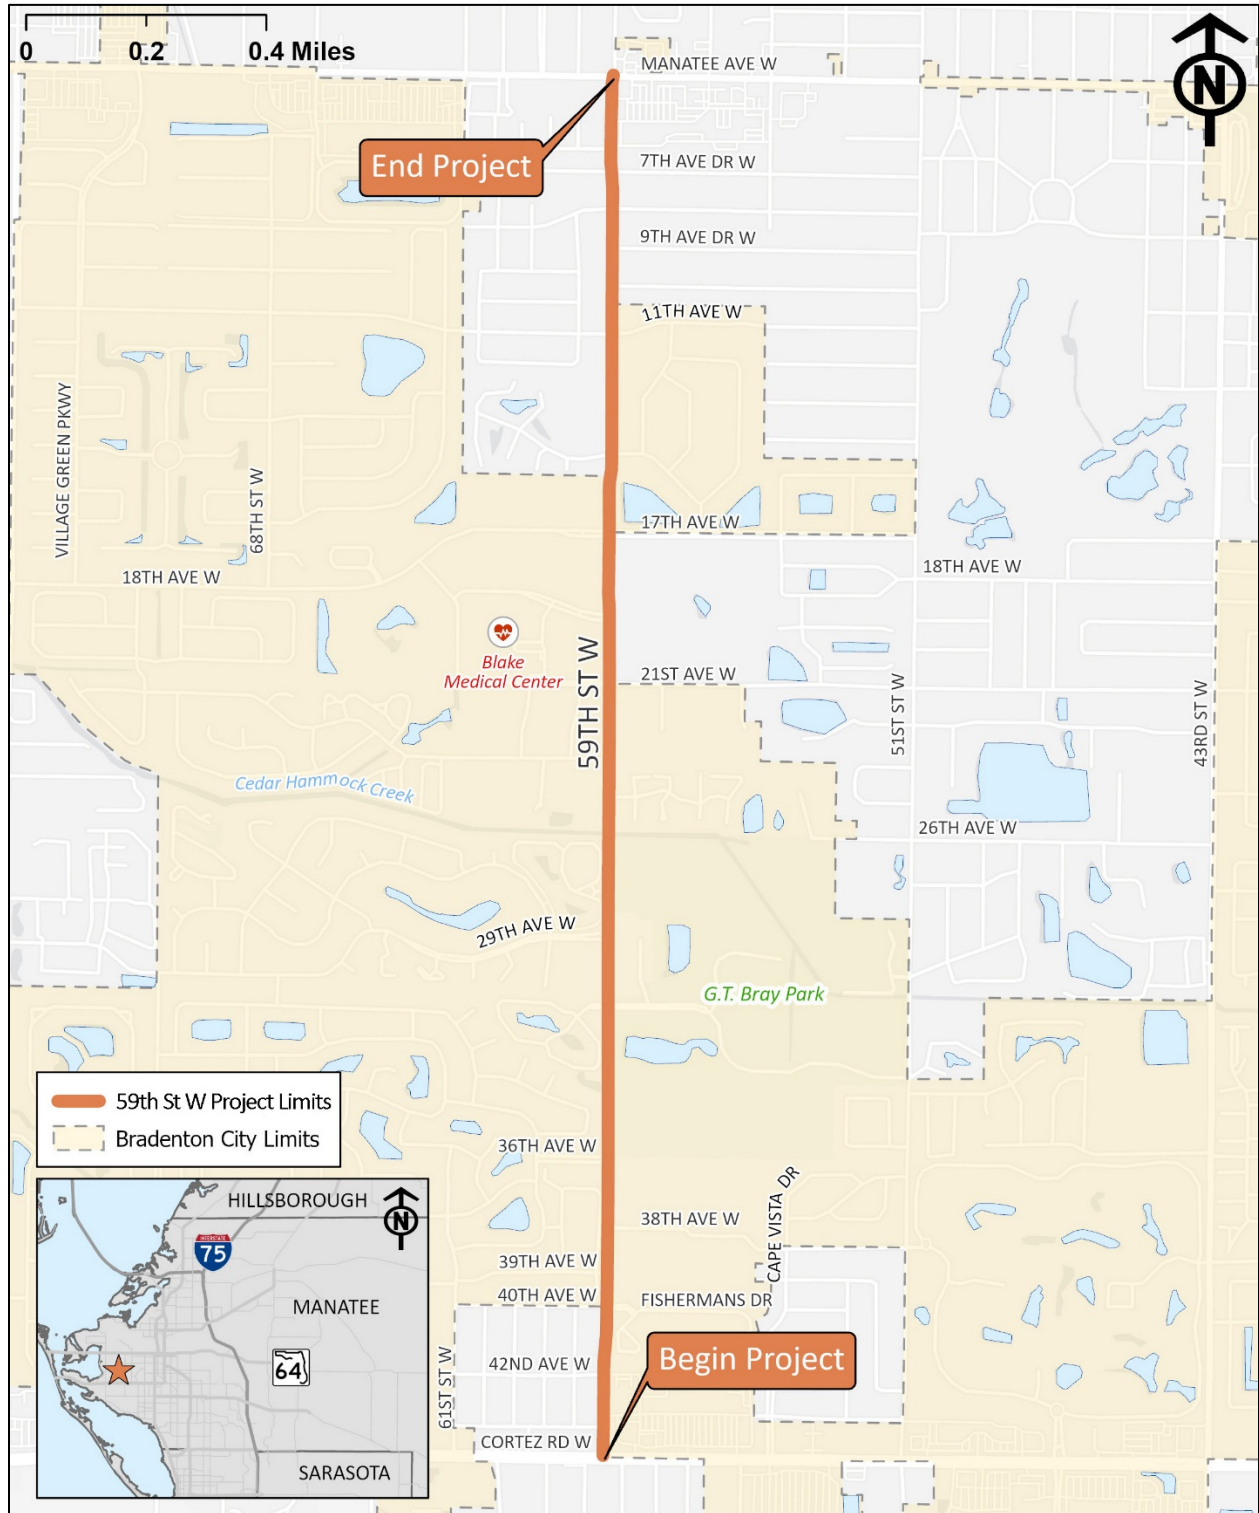 0 0.2 0.4 Miles
N
MANATEE AVE W
End Project
7TH AVE DR W
9TH AVE DR W
11TH AVE W
VILLAGE GREEN PKWY
68TH ST W
17TH AVE W
18TH AVE W
18TH AVE W
Blake
Medical Center
59TH ST W
21ST AVE W
51ST ST W
43RD ST W
Cedar Hammock Creek
26TH AVE W
29TH AVE W
G.T. Bray Park
59th St W Project Limits
Bradenton City Limits
36TH AVE W
38TH AVE W
CAPE VISTA DR
39TH AVE W
40TH AVE W
FISHERMANS DR
42ND AVE W
Begin Project
61ST ST W
CORTEZ RD W
HILLSBOROUGH
N
INTERSTATE
75
MANATEE
64
SARASOTA